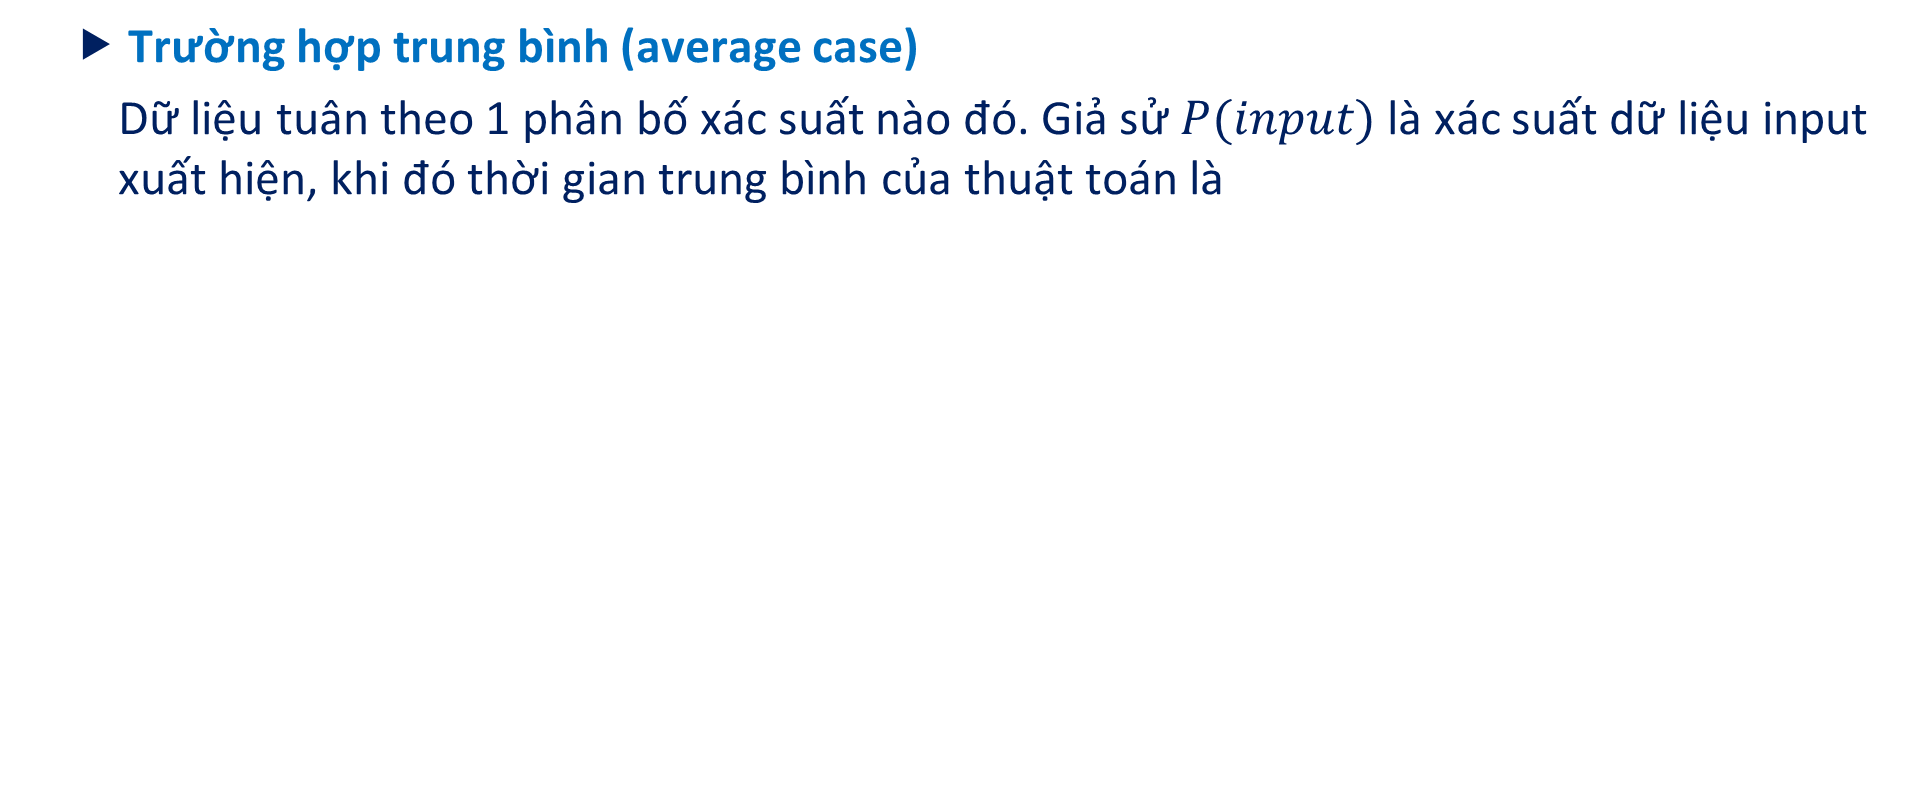 Trường hợp trung bình (average case)
Dữ liệu tuân theo 1 phân bố xác suất nào đó. Giả sử P(input) là xác suất dữ liệu input
xuất hiện, khi đó thời gian trung bình của thuật toán là